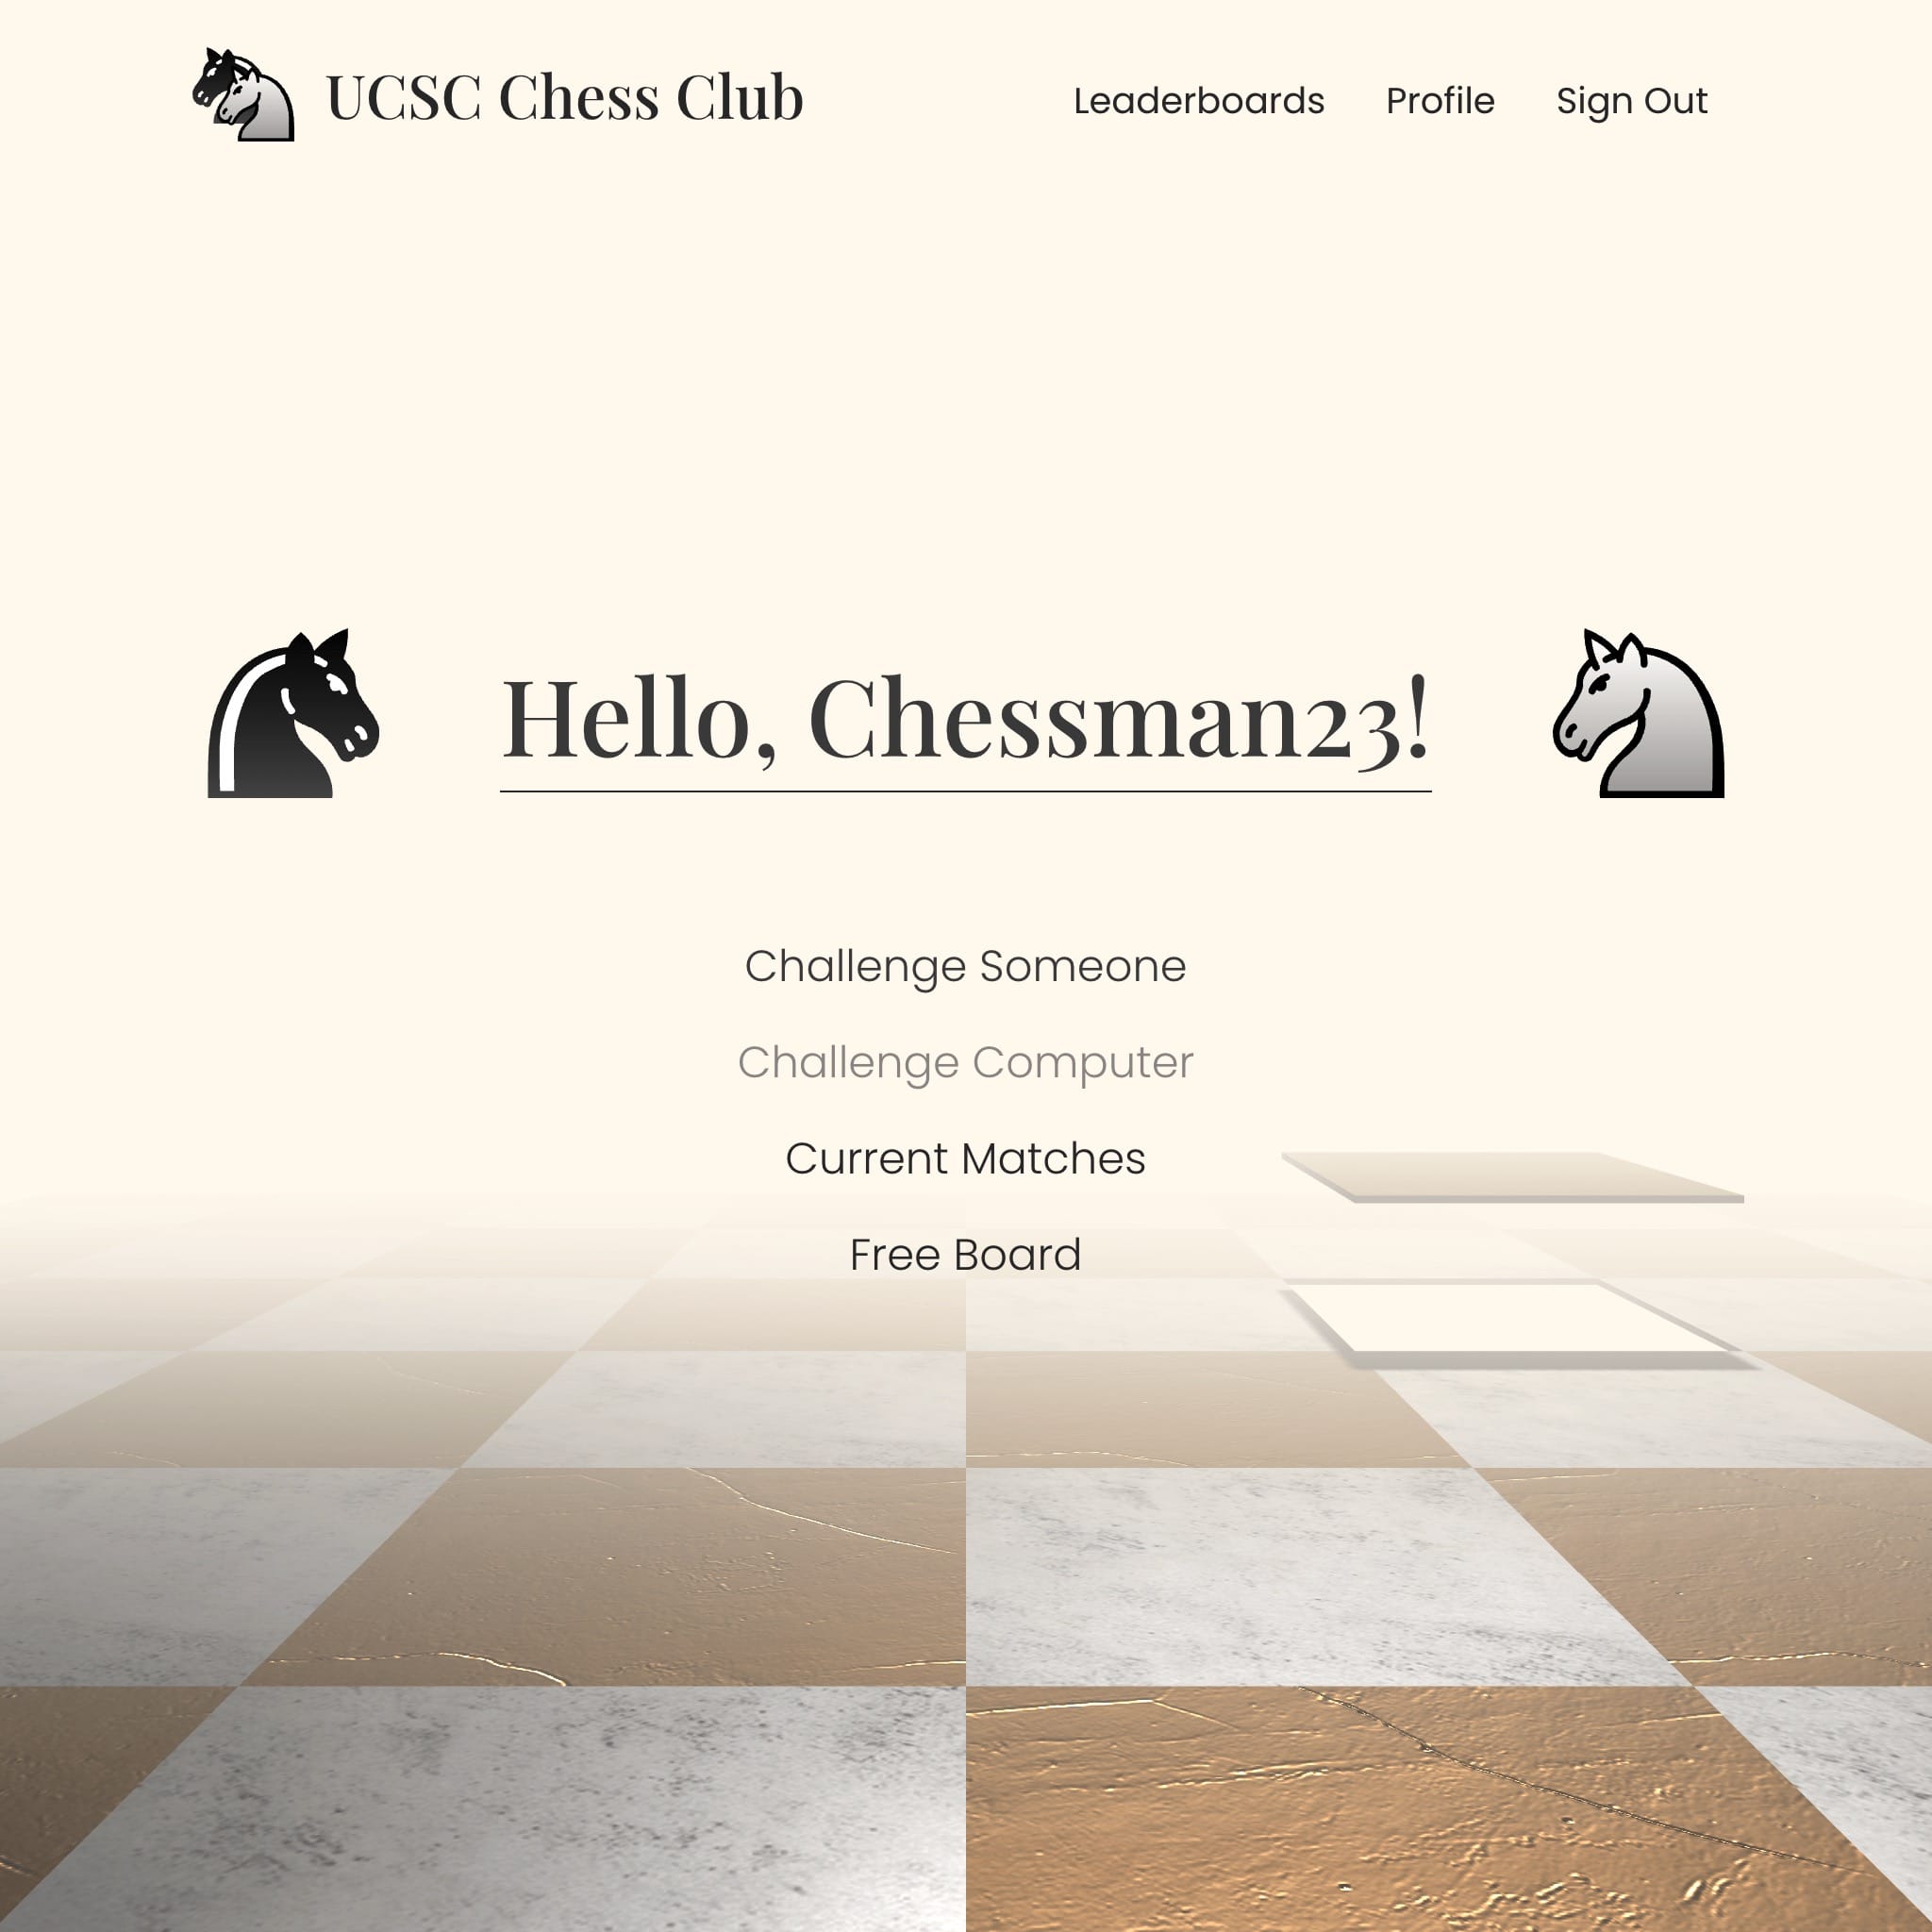 UCSC Chess Club
Leaderboards Profile Sign Out
Hello, Chessman23!
Challenge Someone
Challenge Computer
Current Matches
Free Board